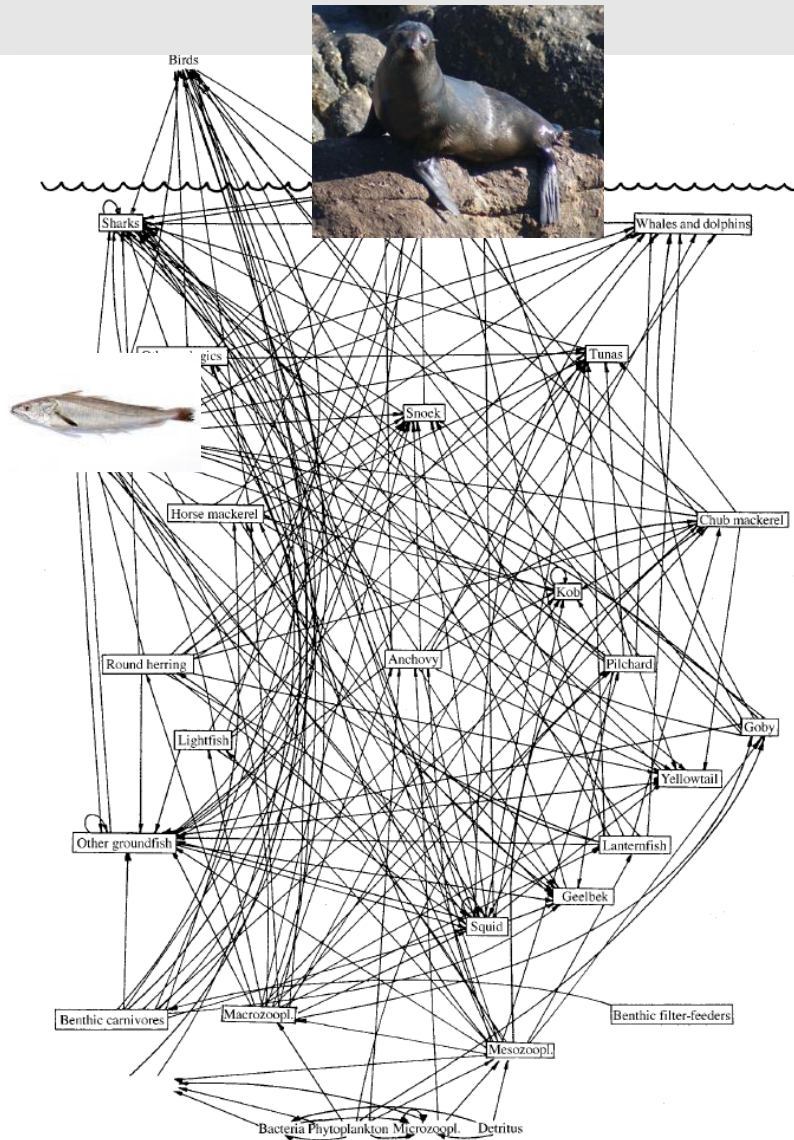 Birds
Sharks
Whales and dolphins
Tunas
Snoek
Horse mackerel
Chub mackerel
Kob
Round herring
Anchovy
Pilchard
Goby
Lightfish
Yellowtail
Other groundfish
Lanternfish
Geelbek
Squid
Benthic carnivores
Macrozoopl.
Benthic filter-feeders
Mesozoopl.
Bacteria Phytoplankton Microzoopl. Detritus